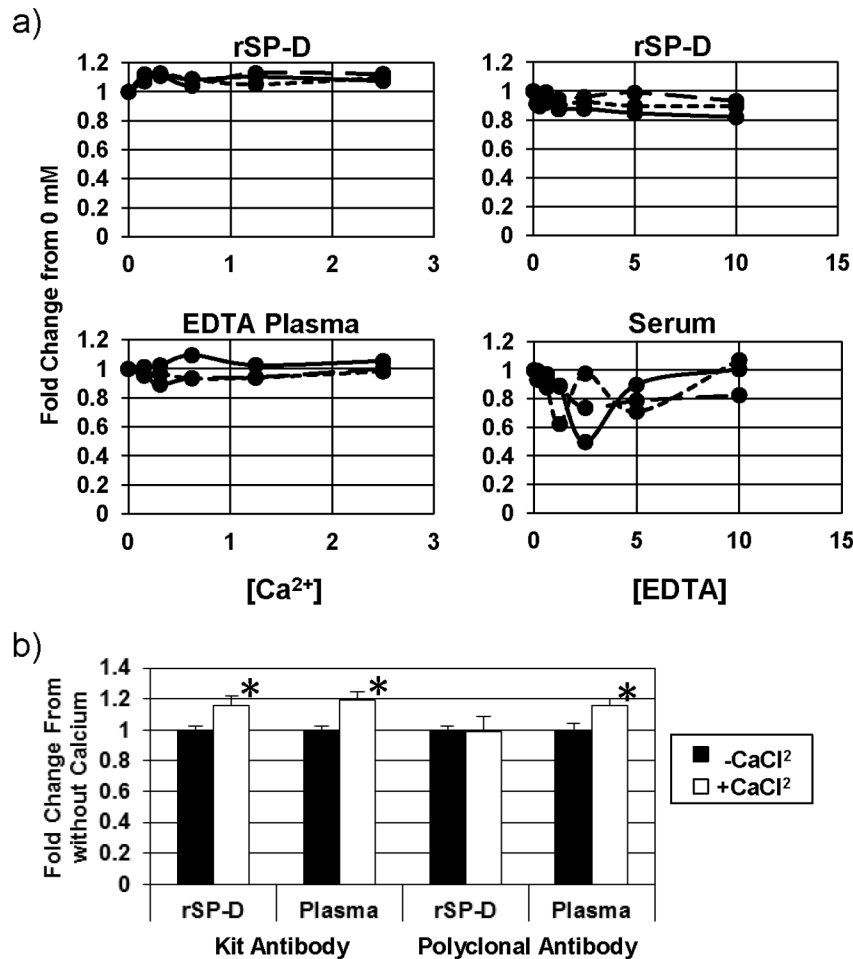 a)
rSP-D
rSP-D
1.2
1
0.8
0.6
0.4
0.2
0
0 1 2 3
1.2
1
0.8
0.6
0.4
0.2
0
0 5 10 15
Fold Change from 0 mM
EDTA Plasma
Serum
1.2
1
0.8
0.6
0.4
0.2
0
0 1 2 3
1.2
1
0.8
0.6
0.4
0.2
0
0 5 10 15
[Ca²⁺]
[EDTA]
b)
Fold Change From
without Calcium
1.4
1.2
1
0.8
0.6
0.4
0.2
0
* * *
rSP-D Plasma rSP-D Plasma
Kit Antibody Polyclonal Antibody
-CaCl²
+CaCl²